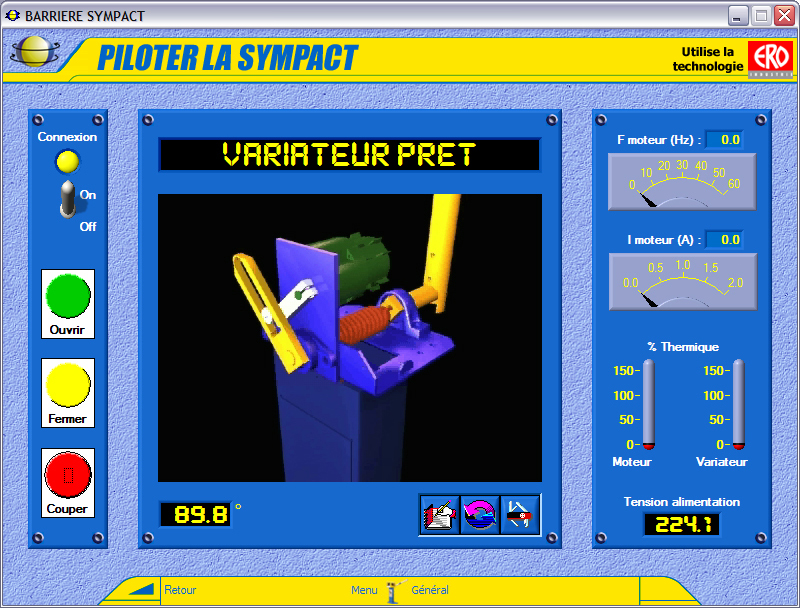 BARRIERE SYMPACT
PILOTER LA SYMPACT
Utilise la
technologie
ERO
Connexion
On
Off
Ouvrir
Fermer
Couper
VARIATEUR PRET
89.8 °
F moteur (Hz) : 0.0
0 10 20 30 40 50 60
I moteur (A) : 0.0
0.0 0.5 1.0 1.5 2.0
% Thermique
150 150
100 100
50 50
0 0
Moteur Variateur
Tension alimentation
224.1
Retour Menu Général